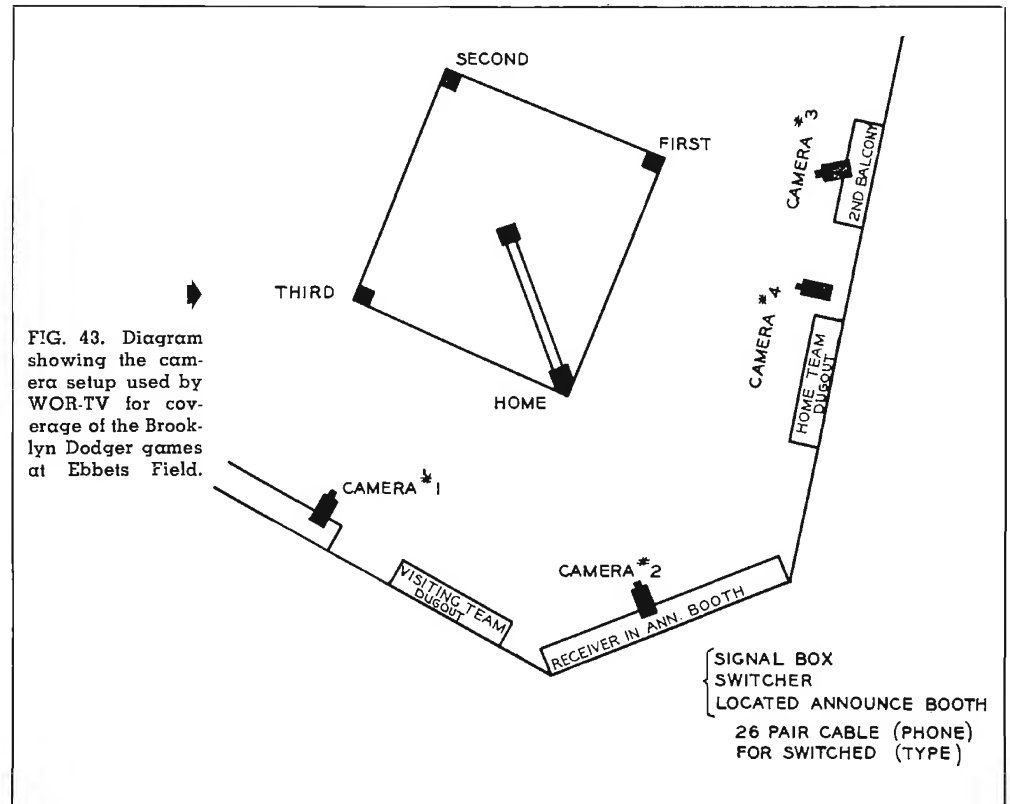 SECOND
FIRST
THIRD
HOME
CAMERA #3
2ND BALCONY
CAMERA #4
HOME TEAM
DUGOUT
FIG. 43. Diagram
showing the cam-
era setup used by
WOR-TV for cov-
erage of the Brook-
lyn Dodger games
at Ebbets Field.
CAMERA #1
VISITING TEAM
DUGOUT
CAMERA #2
RECEIVER IN ANN. BOOTH
SIGNAL BOX
SWITCHER
LOCATED ANNOUNCE BOOTH
26 PAIR CABLE (PHONE)
FOR SWITCHED (TYPE)